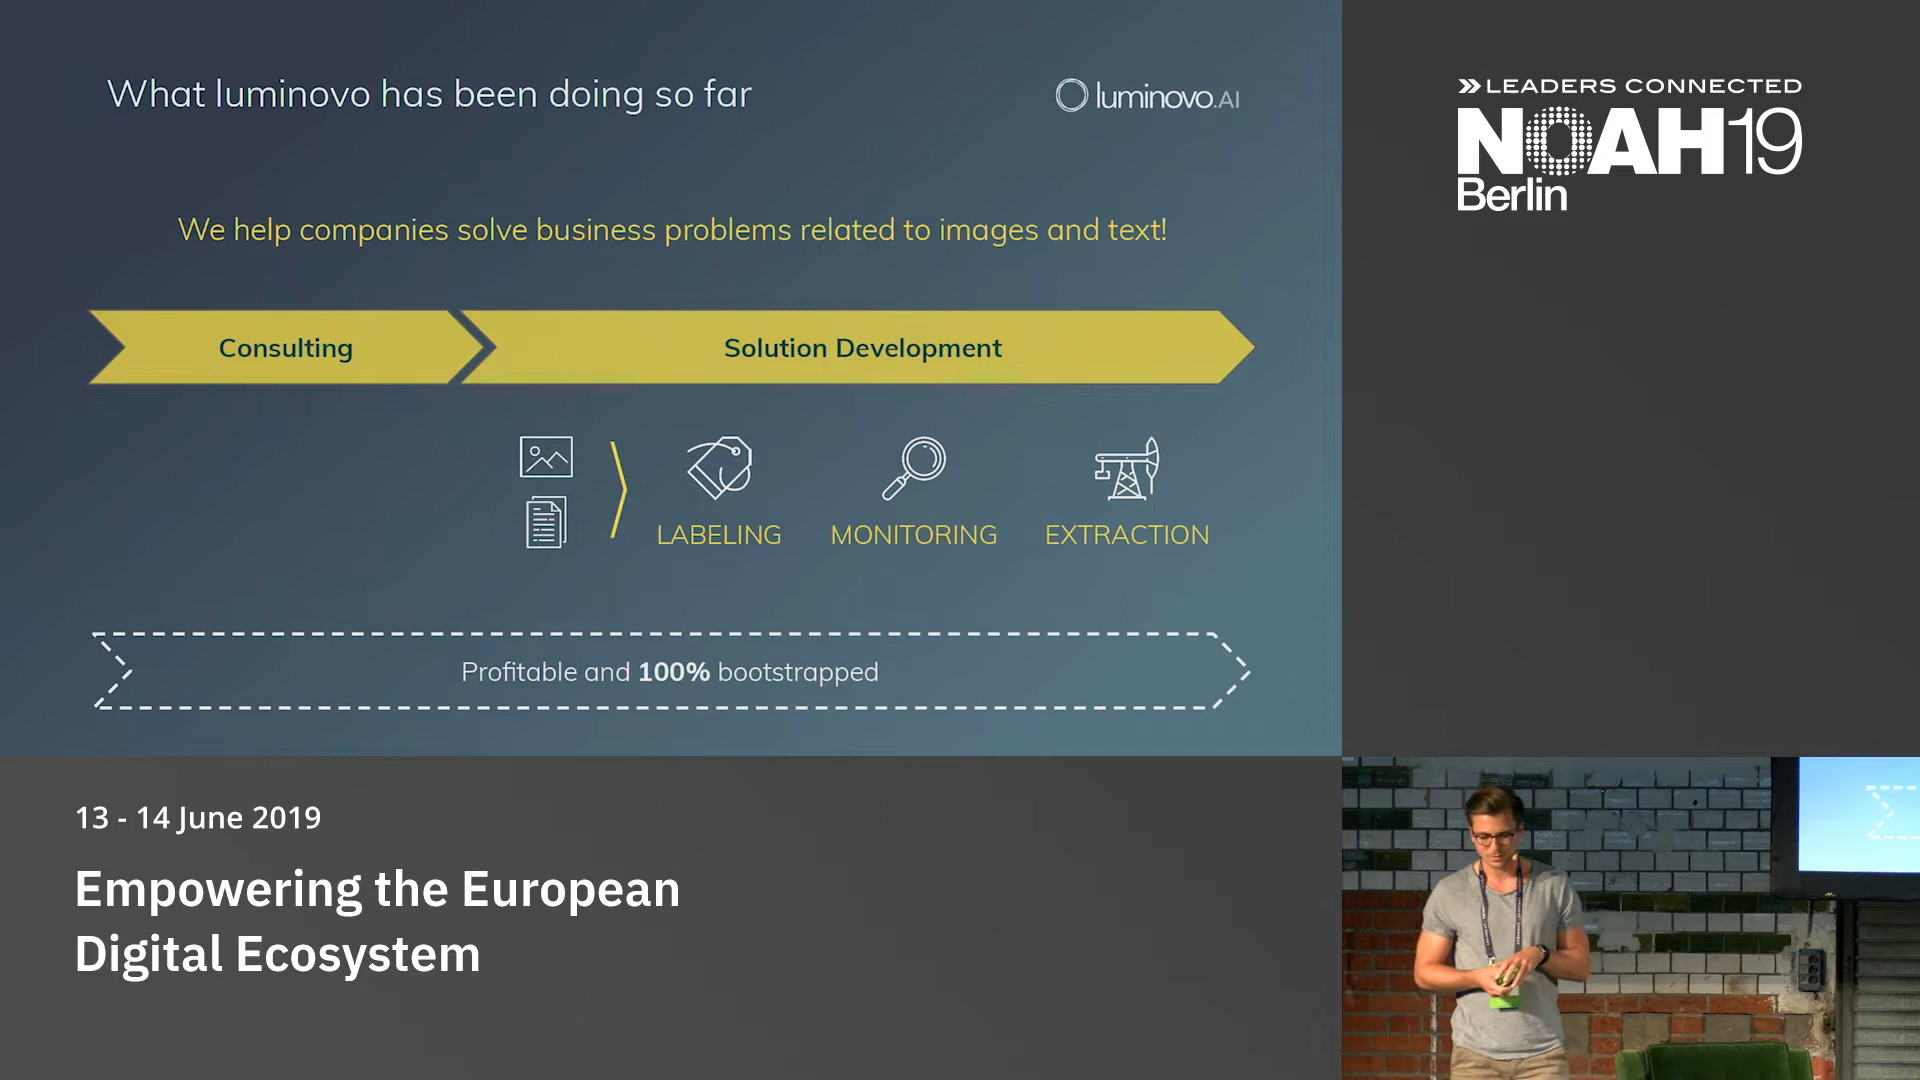 What luminovo has been doing so far
luminovo.AI
We help companies solve business problems related to images and text!
Consulting
Solution Development
LABELING
MONITORING
EXTRACTION
Profitable and 100% bootstrapped
LEADERS CONNECTED
NOAH19
Berlin
13 - 14 June 2019
Empowering the European
Digital Ecosystem